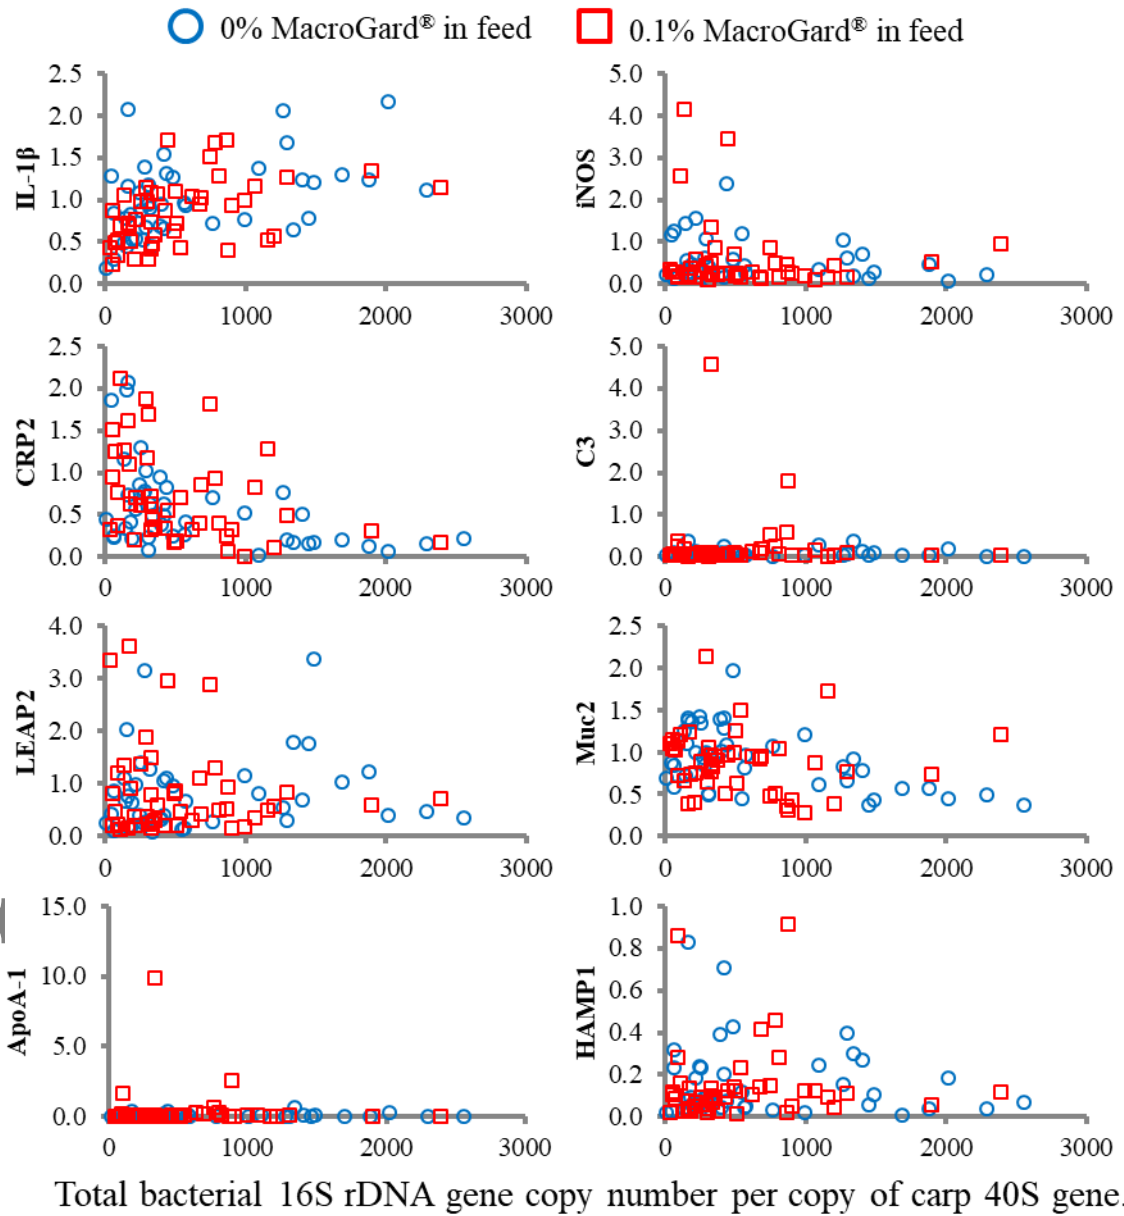 0% MacroGard® in feed 0.1% MacroGard® in feed
IL-1β
2.5
2.0
1.5
1.0
0.5
0.0
0 1000 2000 3000
iNOS
5.0
4.0
3.0
2.0
1.0
0.0
0 1000 2000 3000
CRP2
2.5
2.0
1.5
1.0
0.5
0.0
0 1000 2000 3000
C3
5.0
4.0
3.0
2.0
1.0
0.0
0 1000 2000 3000
LEAP2
4.0
3.0
2.0
1.0
0.0
0 1000 2000 3000
Muc2
2.5
2.0
1.5
1.0
0.5
0.0
0 1000 2000 3000
ApoA-1
15.0
10.0
5.0
0.0
0 1000 2000 3000
HAMP1
1.0
0.8
0.6
0.4
0.2
0.0
0 1000 2000 3000
Total bacterial 16S rDNA gene copy number per copy of carp 40S gene.